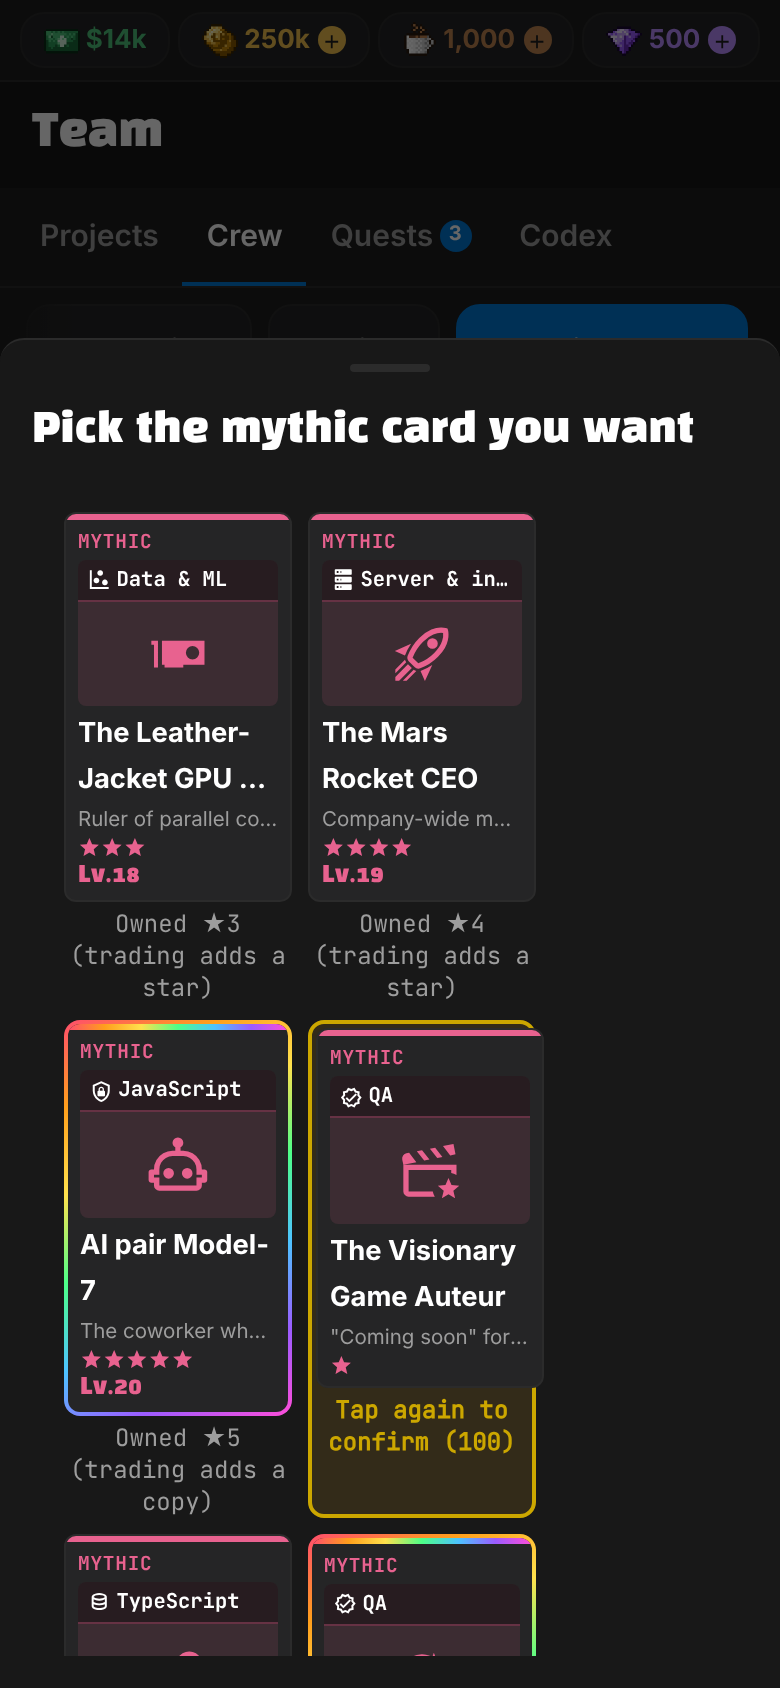 $14k
250k
1,000
500
Team
Projects
Crew
Quests 3
Codex
Pick the mythic card you want
MYTHIC
Data & ML
The Leather-
Jacket GPU ...
Ruler of parallel co...
★★★
Lv.18
Owned ★3
(trading adds a
star)
MYTHIC
Server & in...
The Mars
Rocket CEO
Company-wide m...
★★★★
Lv.19
Owned ★4
(trading adds a
star)
MYTHIC
JavaScript
AI pair Model-
7
The coworker wh...
★★★★★
Lv.20
Owned ★5
(trading adds a
copy)
MYTHIC
QA
The Visionary
Game Auteur
"Coming soon" for...
★
Tap again to
confirm (100)
MYTHIC
TypeScript
MYTHIC
QA